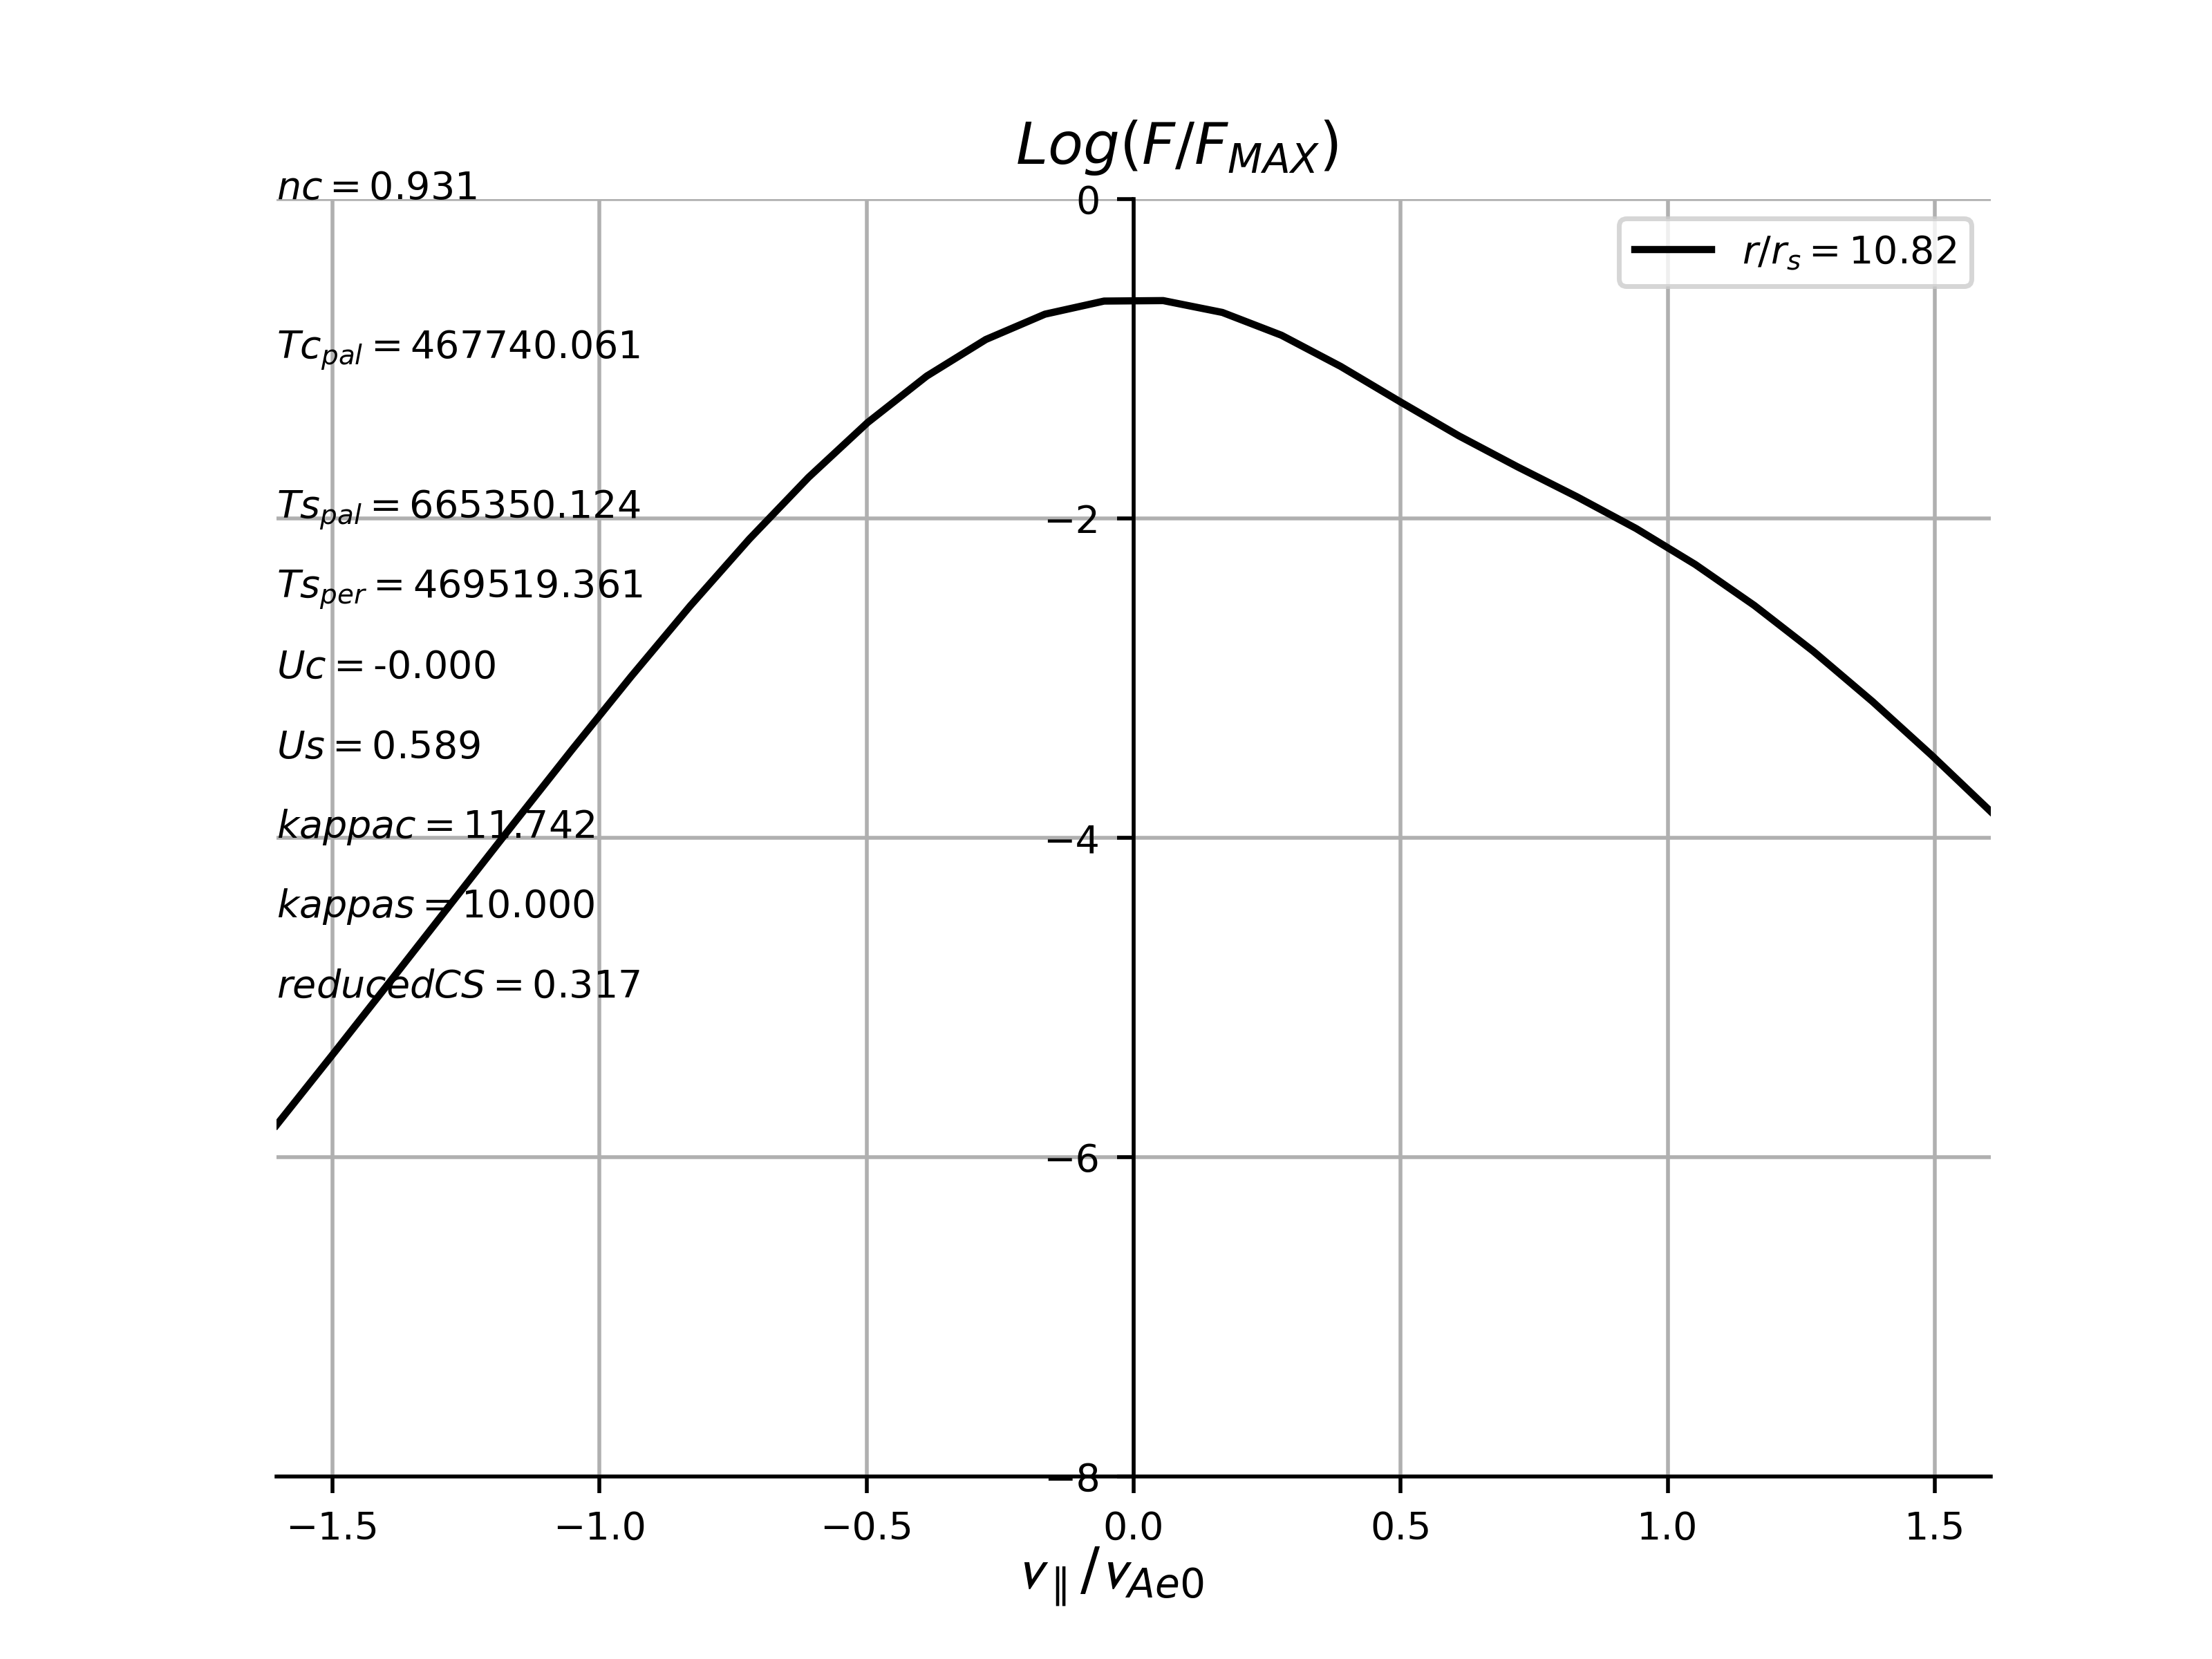 Log(F/F_MAX)
nc = 0.931
0
r/r_s = 10.82
Tc_pal = 467740.061
Ts_pal = 665350.124
−2
Ts_per = 469519.361
Uc = -0.000
Us = 0.589
kappac = 11.742
−4
kappas = 10.000
reducedCS = 0.317
−6
−8
−1.5 −1.0 −0.5 0.0 0.5 1.0 1.5
v_∥/v_Ae0